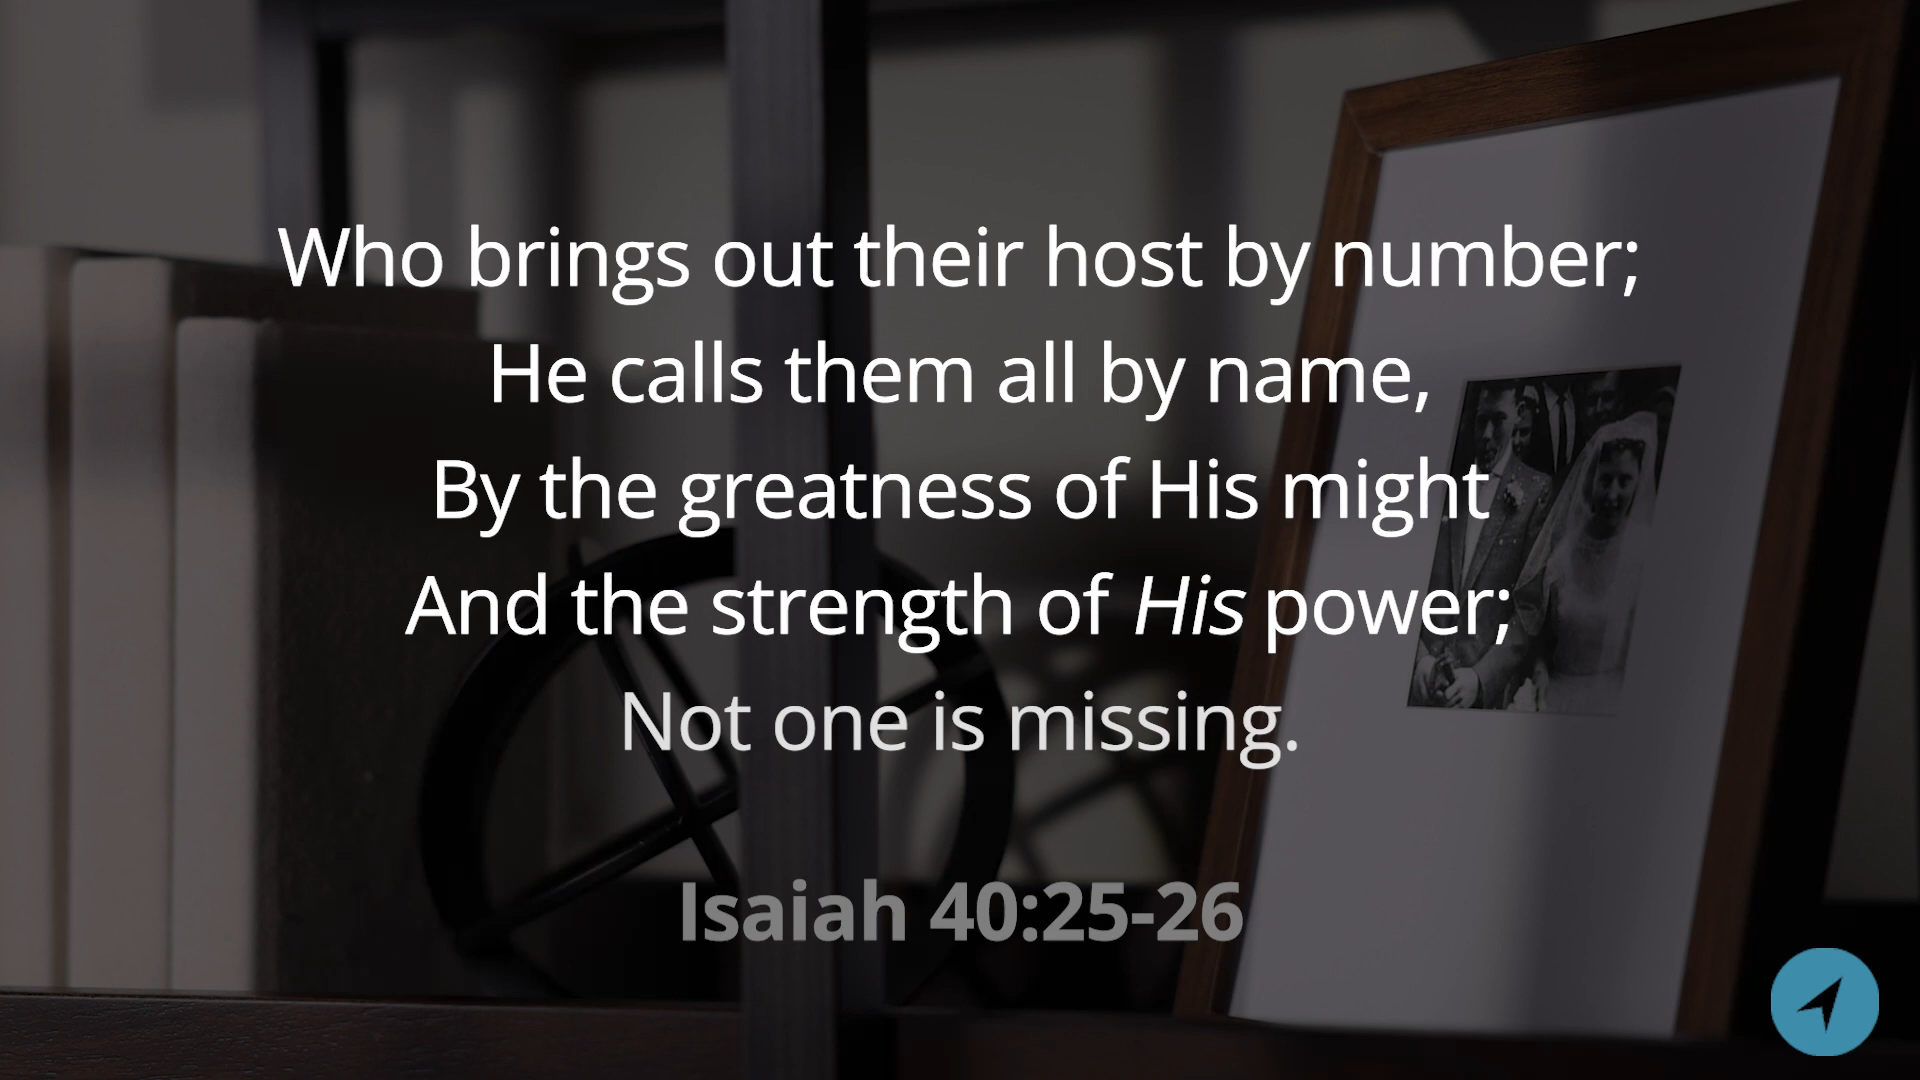 Who brings out their host by number;
He calls them all by name,
By the greatness of His might
And the strength of His power;
Not one is missing.
Isaiah 40:25-26